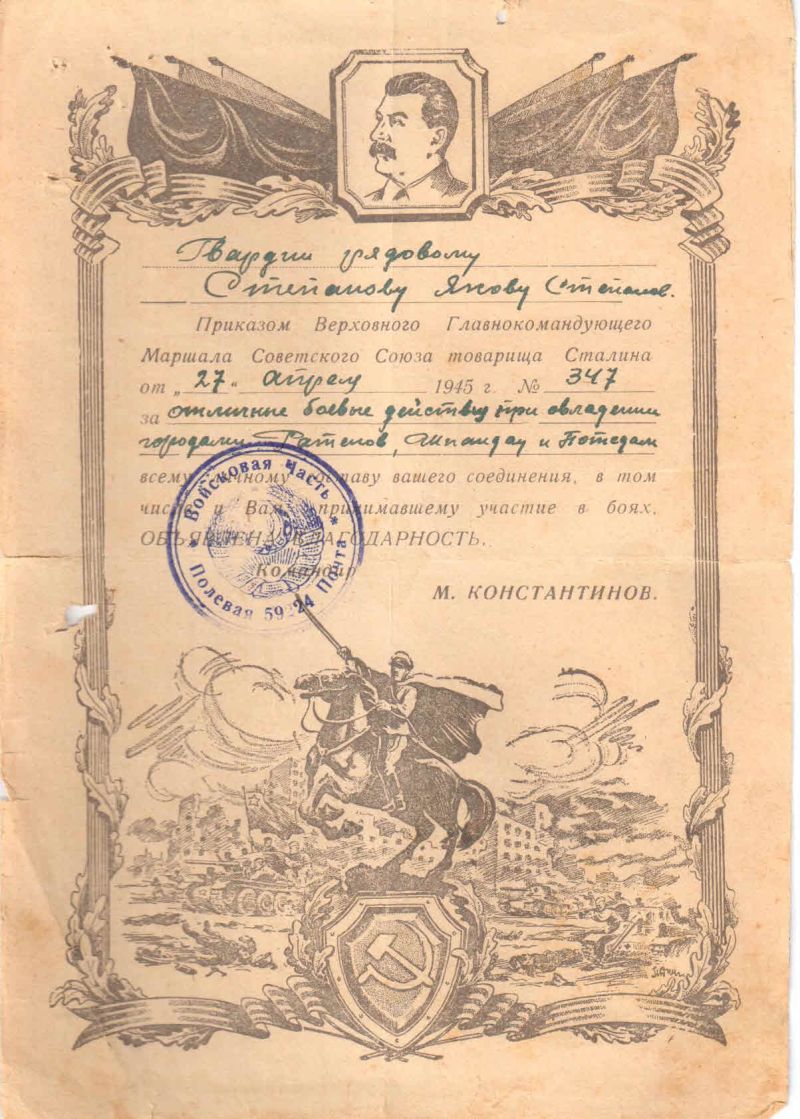 Гвардии рядовому
Степанову Якову Степанов.
Приказом Верховного Главнокомандующего
Маршала Советского Союза товарища Сталина
от „27“ апреля 1945 г. № 347
за отличные боевые действия при овладении
городами Ратенов, Шпандау и Потсдам
всему личному составу вашего соединения, в том
числе и Вам, принимавшему участие в боях,
ОБЪЯВЛЕНА БЛАГОДАРНОСТЬ.
Командир
М. КОНСТАНТИНОВ.
* Войсковая Часть *
Полевая Почта 24